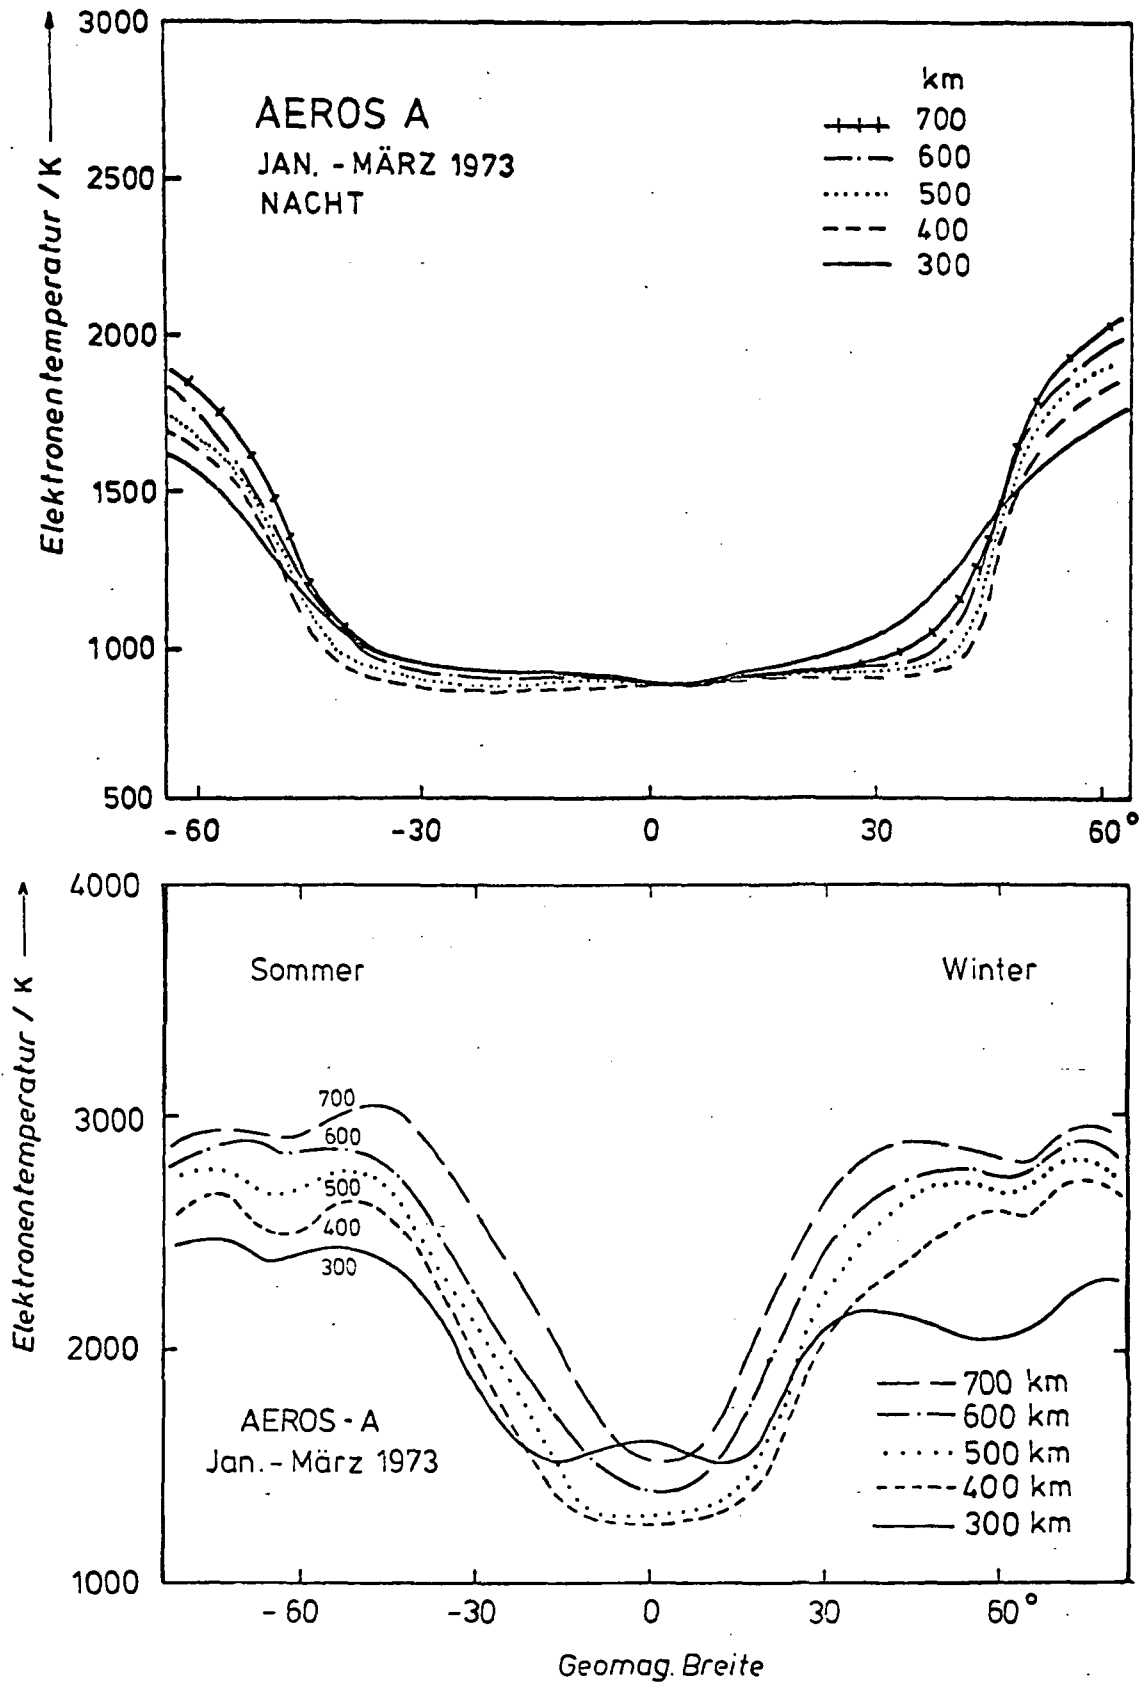 3000
2500
2000
1500
1000
500
Elektronentemperatur / K
AEROS A
JAN. - MÄRZ 1973
NACHT
km
700
600
500
400
300
-60
-30
0
30
60°
4000
3000
2000
1000
Elektronentemperatur / K
Sommer
Winter
700
600
500
400
300
AEROS - A
Jan. - März 1973
700 km
600 km
500 km
400 km
300 km
-60
-30
0
30
60°
Geomag. Breite